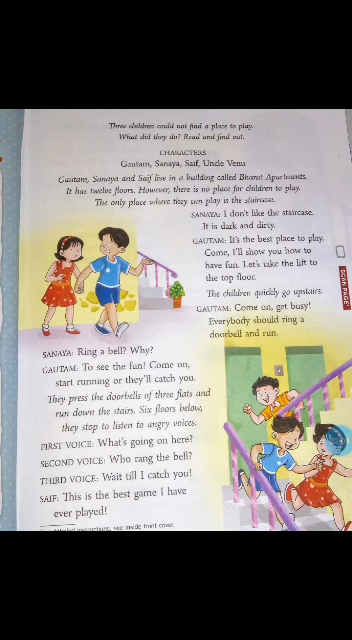 Three children could not find a place to play.
What did they do? Read and find out.
CHARACTERS
Gautam, Sanaya, Saif, Uncle Venu
Gautam, Sanaya and Saif live in a building called Bharat Apartments.
It has twelve floors. However, there is no place for children to play.
The only place where they can play is the staircase.
SANAYA: I don't like the staircase.
It is dark and dirty.
GAUTAM: It's the best place to play.
Come, I'll show you how to
have fun. Let's take the lift to
the top floor.
The children quickly go upstairs.
GAUTAM: Come on, get busy!
Everybody should ring a
doorbell and run.
SCAN PAGE
SANAYA: Ring a bell? Why?
GAUTAM: To see the fun! Come on,
start running or they'll catch you.
They press the doorbells of three flats and
run down the stairs. Six floors below,
they stop to listen to angry voices.
FIRST VOICE: What's going on here?
SECOND VOICE: Who rang the bell?
THIRD VOICE: Wait till I catch you!
SAIF: This is the best game I have
ever played!
instructions, see inside front cover.